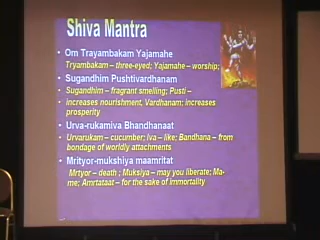 Shiva Mantra
• Om Trayambakam Yajamahe
Tryambakam – three-eyed; Yajamahe – worship;
• Sugandhim Pushtivardhanam
• Sugandhim – fragrant smelling; Pusti –
• increases nourishment, Vardhanam; increases
prosperity
• Urva-rukamiva Bhandhanaat
• Urvarukam – cucumber; Iva – like; Bandhana – from
bondage of worldly attachments
• Mrityor-mukshiya maamritat
Mrtyor – death ; Muksiya – may you liberate; Ma-
me; Amrtataat – for the sake of immortality